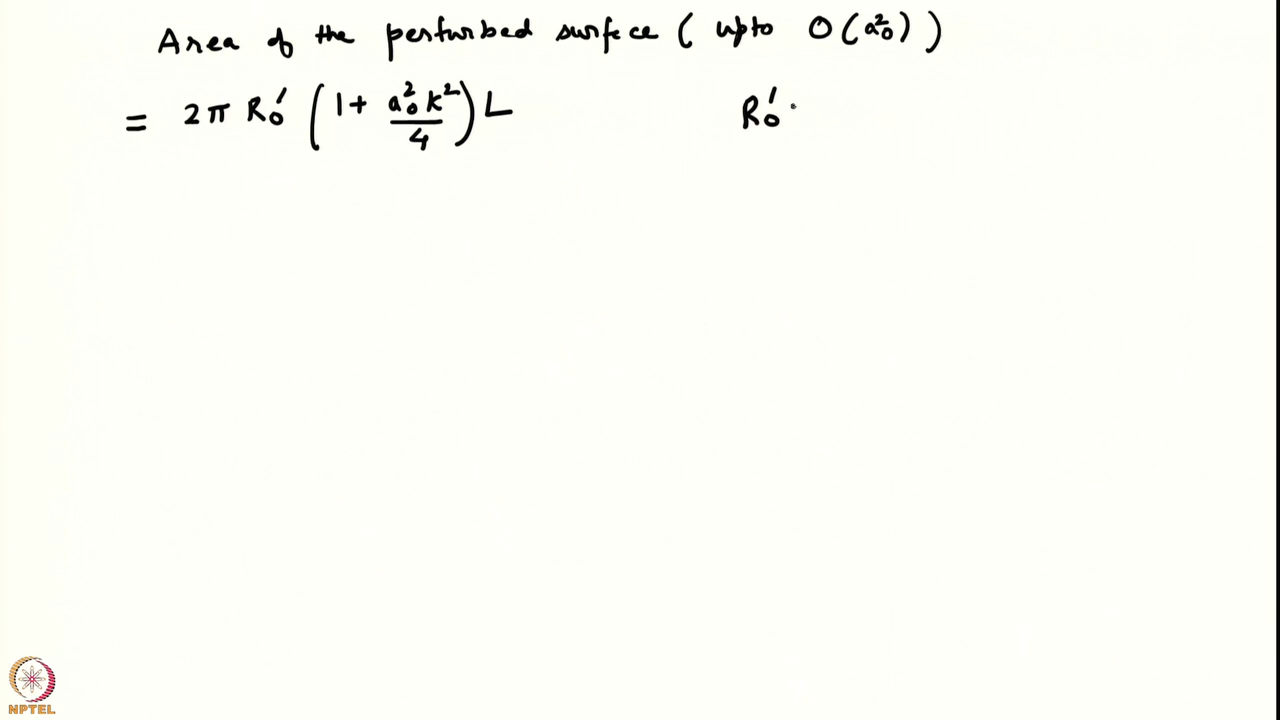 Area of the perturbed surface (upto O(a₀²))
= 2π R₀′ (1 + a₀²k²/4) L R₀′
NPTEL